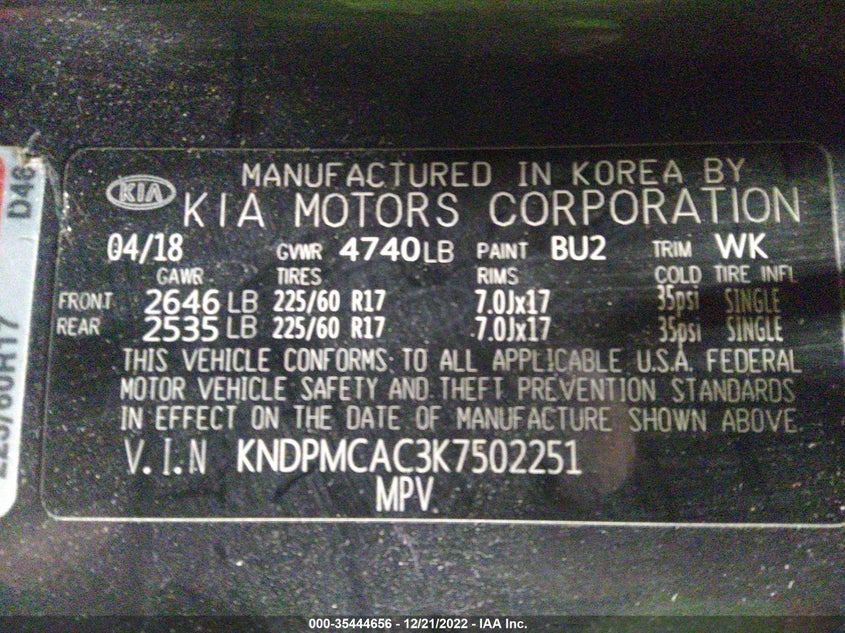 MANUFACTURED IN KOREA BY
KIA KIA MOTORS CORPORATION
04/18 GVWR 4740LB PAINT BU2 TRIM WK
GAWR TIRES RIMS COLD TIRE INFL
FRONT 2646 LB 225/60 R17 7.0Jx17 35psi SINGLE
REAR 2535 LB 225/60 R17 7.0Jx17 35psi SINGLE
THIS VEHICLE CONFORMS TO ALL APPLICABLE U.S.A. FEDERAL
MOTOR VEHICLE SAFETY AND THEFT PREVENTION STANDARDS
IN EFFECT ON THE DATE OF MANUFACTURE SHOWN ABOVE.
V.I.N KNDPMCAC3K7502251
MPV
225/60R17
000-35444656 - 12/21/2022 - IAA Inc.